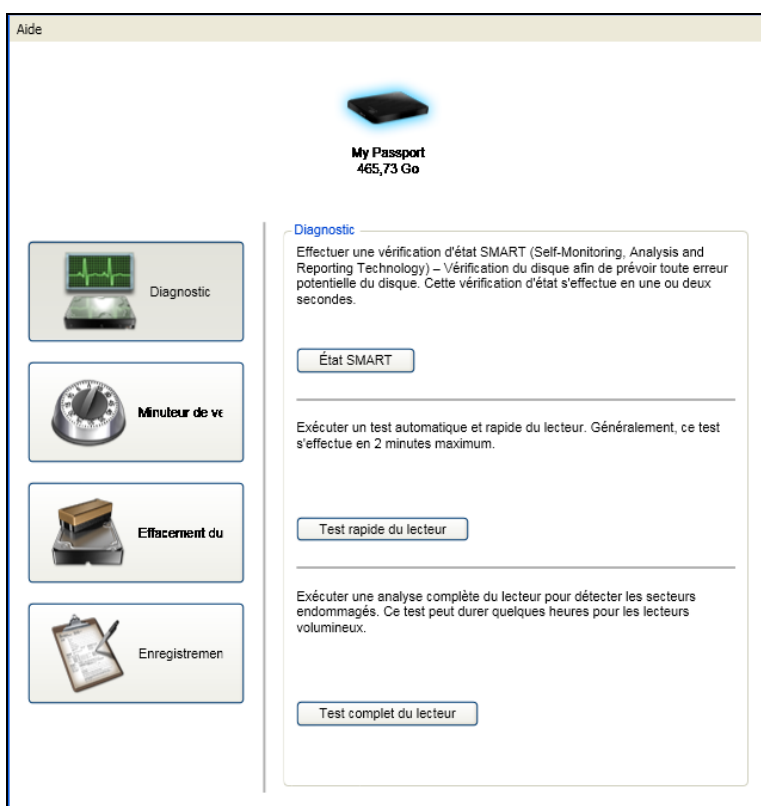 Aide
My Passport
465,73 Go
Diagnostic
Minuteur de ve
Effacement du
Enregistremen
Diagnostic
Effectuer une vérification d'état SMART (Self-Monitoring, Analysis and
Reporting Technology) – Vérification du disque afin de prévoir toute erreur
potentielle du disque. Cette vérification d'état s'effectue en une ou deux
secondes.
État SMART
Exécuter un test automatique et rapide du lecteur. Généralement, ce test
s'effectue en 2 minutes maximum.
Test rapide du lecteur
Exécuter une analyse complète du lecteur pour détecter les secteurs
endommagés. Ce test peut durer quelques heures pour les lecteurs
volumineux.
Test complet du lecteur